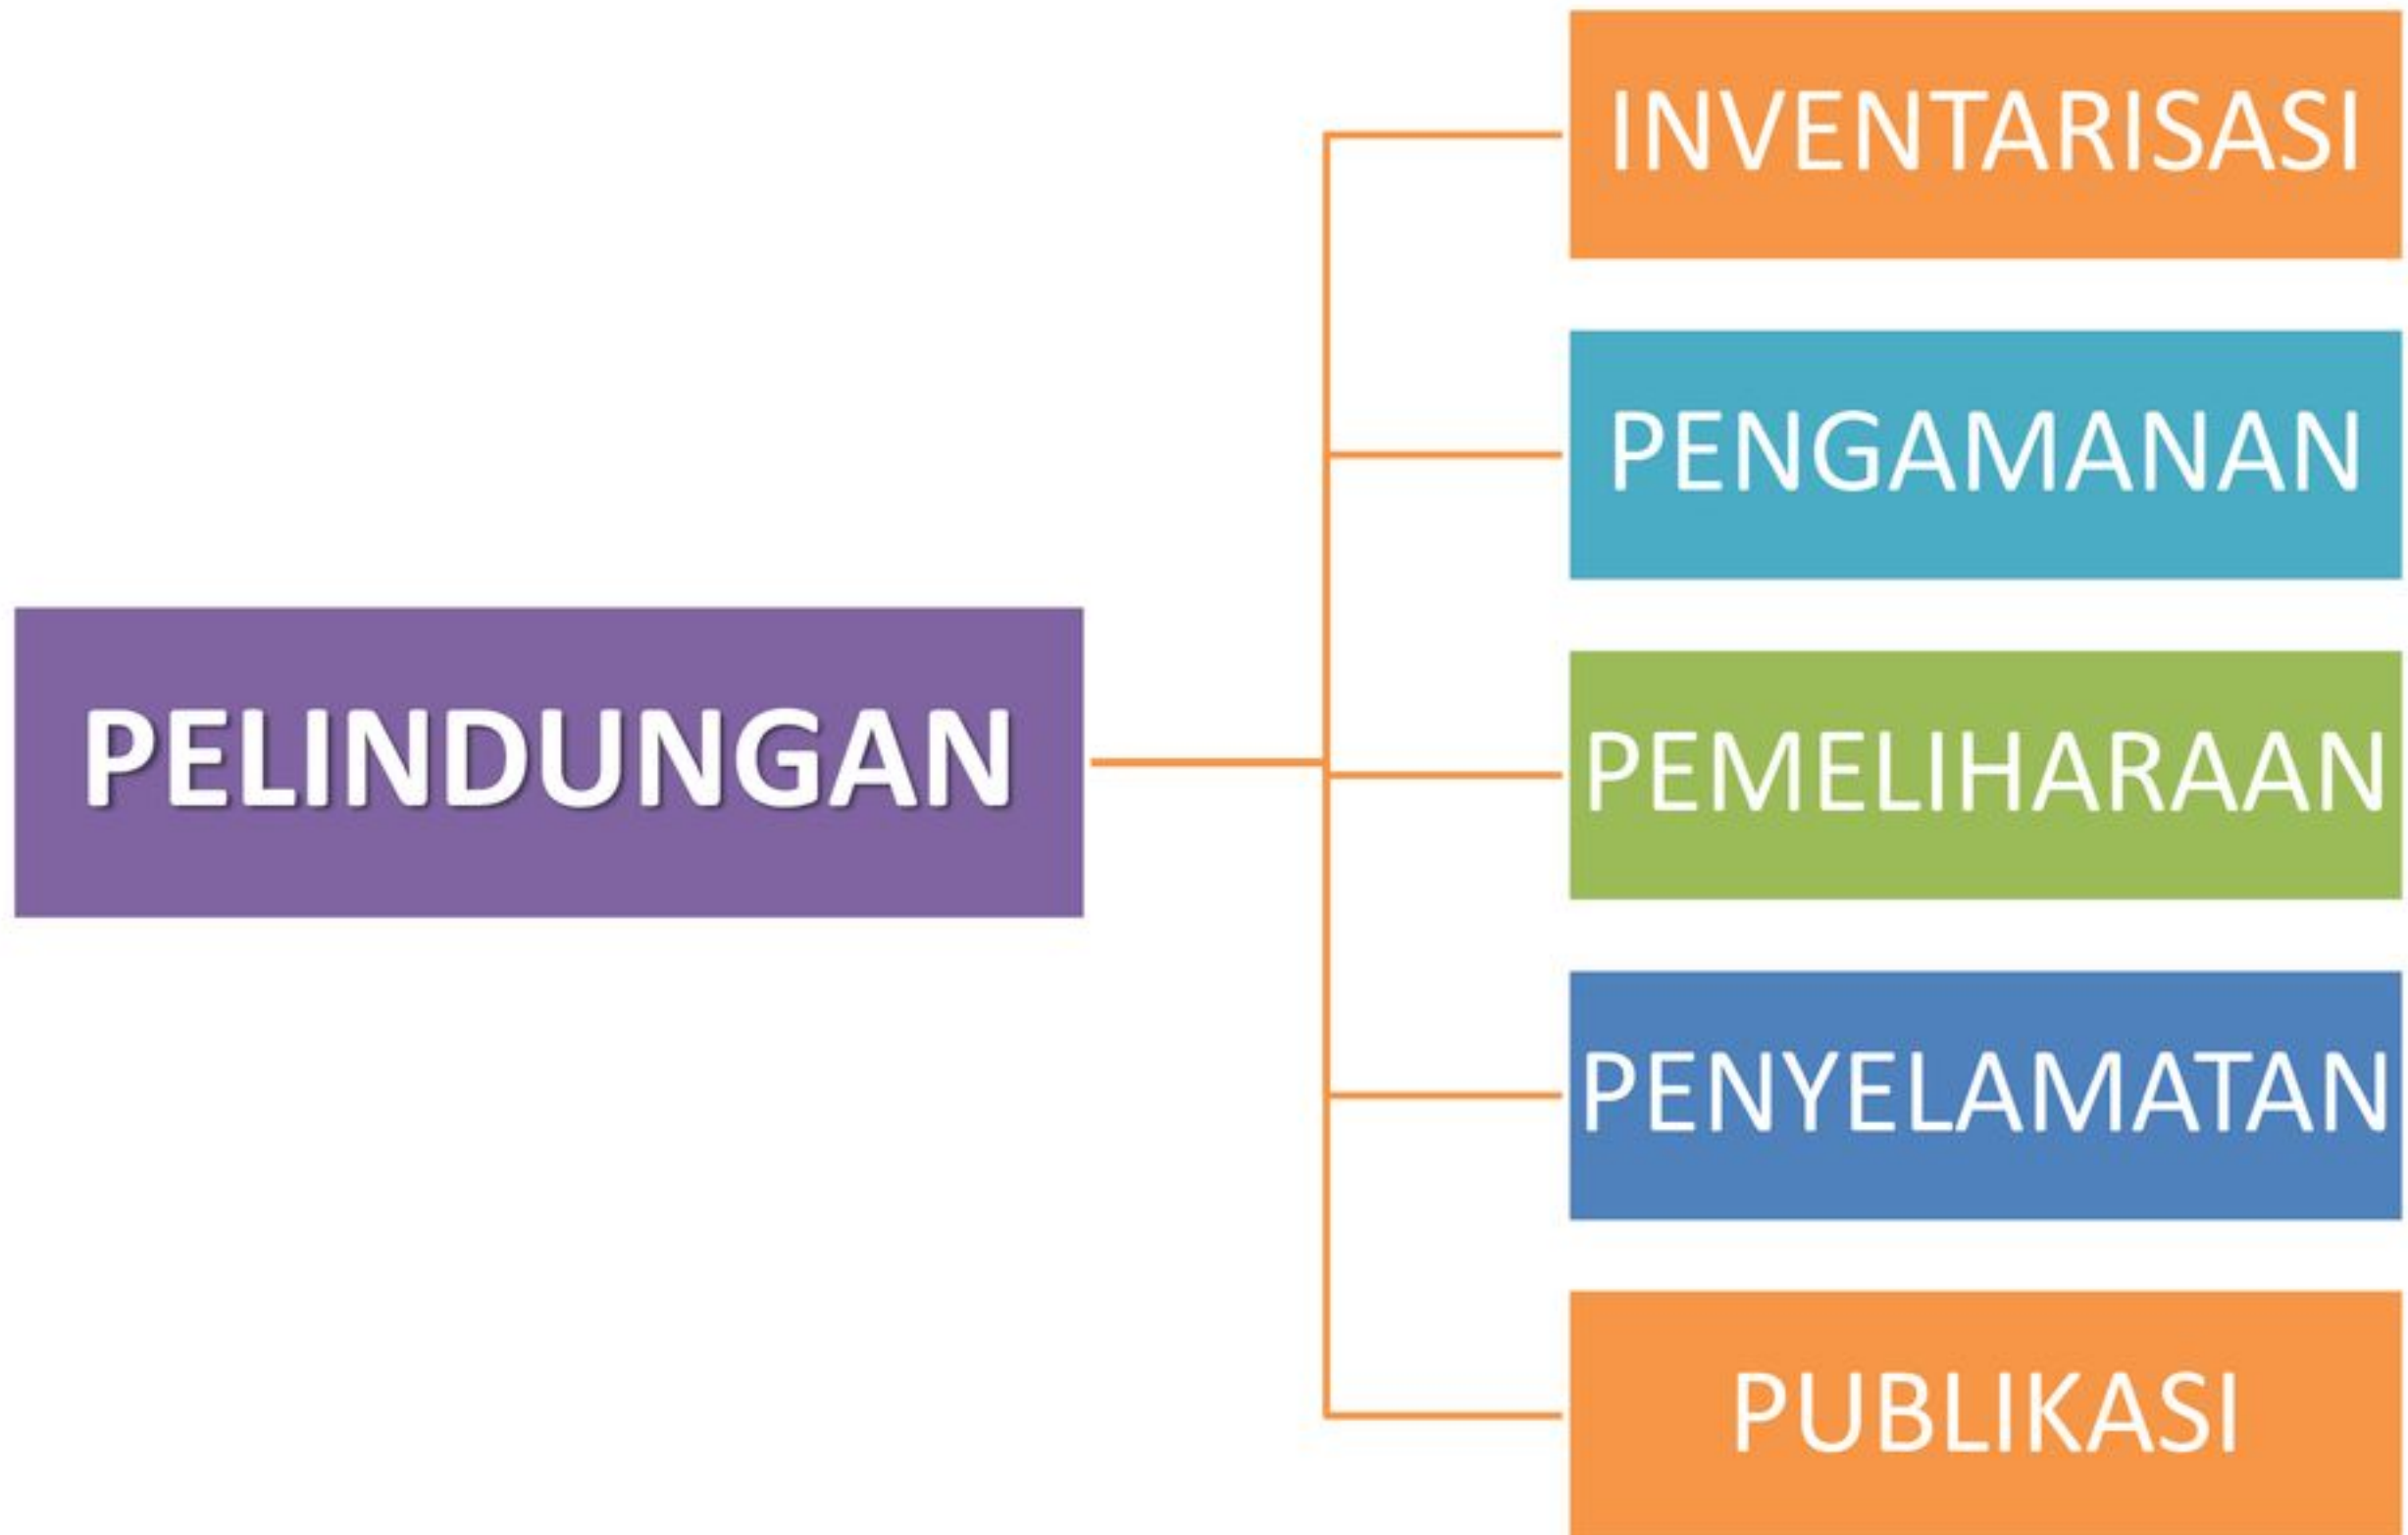 PELINDUNGAN
INVENTARISASI
PENGAMANAN
PEMELIHARAAN
PENYELAMATAN
PUBLIKASI